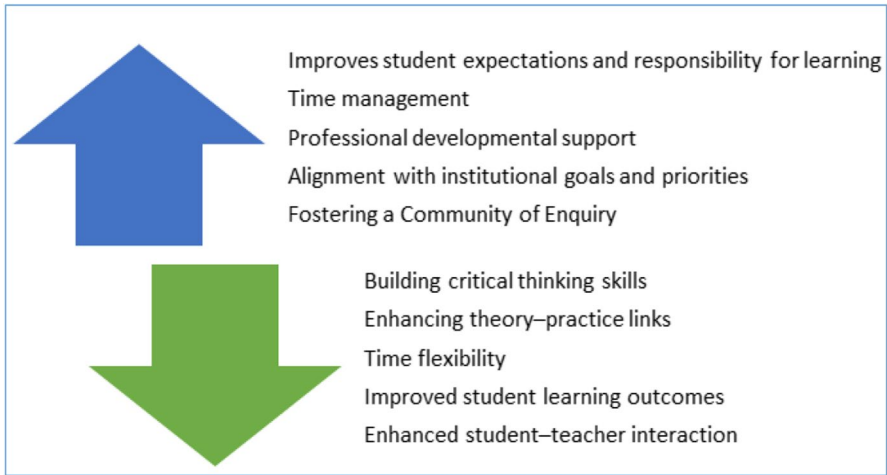 Improves student expectations and responsibility for learning
Time management
Professional developmental support
Alignment with institutional goals and priorities
Fostering a Community of Enquiry
Building critical thinking skills
Enhancing theory–practice links
Time flexibility
Improved student learning outcomes
Enhanced student–teacher interaction